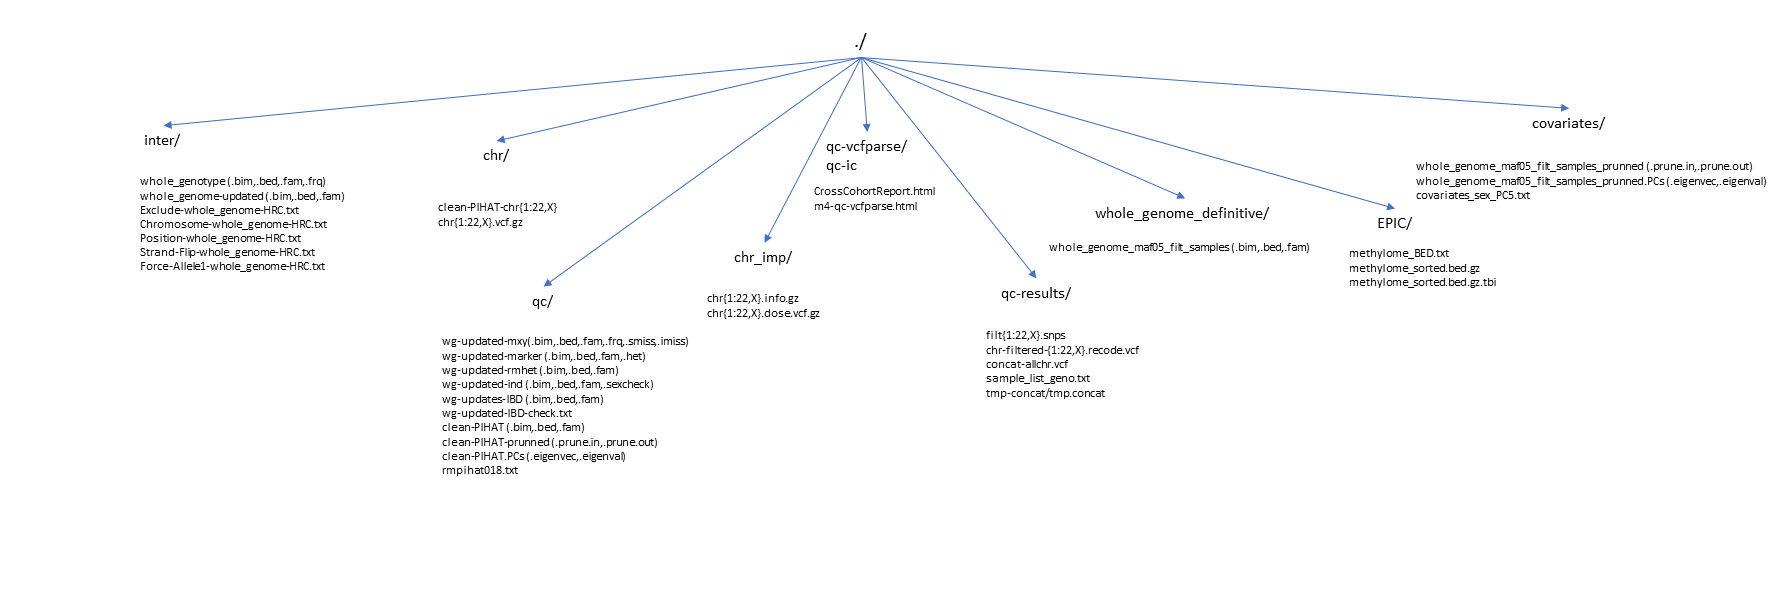 ./
inter/
whole_genotype (.bim,.bed,.fam,.frq)
whole_genome-updated (.bim,.bed,.fam)
Exclude-whole_genome-HRC.txt
Chromosome-whole_genome-HRC.txt
Position-whole_genome-HRC.txt
Strand-Flip-whole_genome-HRC.txt
Force-Allele1-whole_genome-HRC.txt
chr/
clean-PIHAT-chr{1:22,X}
chr{1:22,X}.vcf.gz
qc/
wg-updated-mxy(.bim,.bed,.fam,.frq,.smiss,.imiss)
wg-updated-marker (.bim,.bed,.fam,.het)
wg-updated-rmhet (.bim,.bed,.fam)
wg-updated-ind (.bim,.bed,.fam,.sexcheck)
wg-updates-IBD (.bim,.bed,.fam)
wg-updated-IBD-check.txt
clean-PIHAT (.bim,.bed,.fam)
clean-PIHAT-prunned (.prune.in,.prune.out)
clean-PIHAT.PCs (.eigenvec,.eigenval)
rmpihat018.txt
chr_imp/
chr{1:22,X}.info.gz
chr{1:22,X}.dose.vcf.gz
qc-vcfparse/
qc-ic
CrossCohortReport.html
m4-qc-vcfparse.html
qc-results/
filt{1:22,X}.snps
chr-filtered-{1:22,X}.recode.vcf
concat-allchr.vcf
sample_list_geno.txt
tmp-concat/tmp.concat
whole_genome_definitive/
whole_genome_maf05_filt_samples (.bim,.bed,.fam)
EPIC/
methylome_BED.txt
methylome_sorted.bed.gz
methylome_sorted.bed.gz.tbi
covariates/
whole_genome_maf05_filt_samples_prunned (.prune.in,.prune.out)
whole_genome_maf05_filt_samples_prunned.PCs (.eigenvec,.eigenval)
covariates_sex_PC5.txt